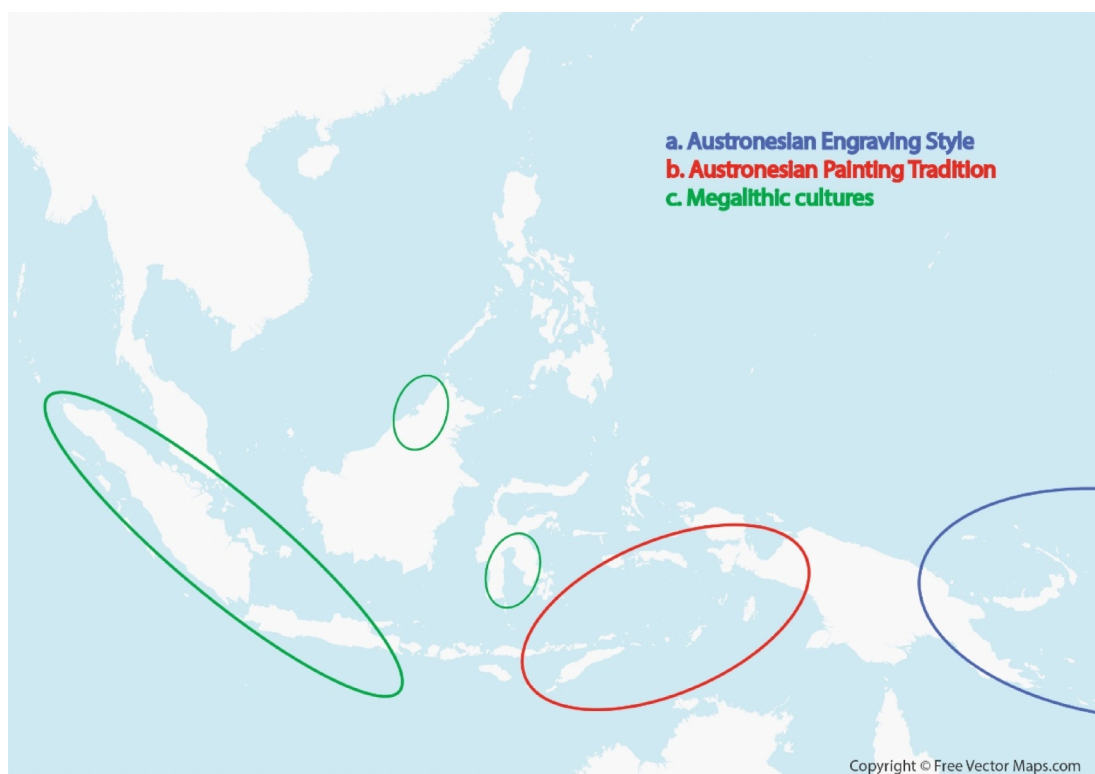 a. Austronesian Engraving Style
b. Austronesian Painting Tradition
c. Megalithic cultures
Copyright © Free Vector Maps.com